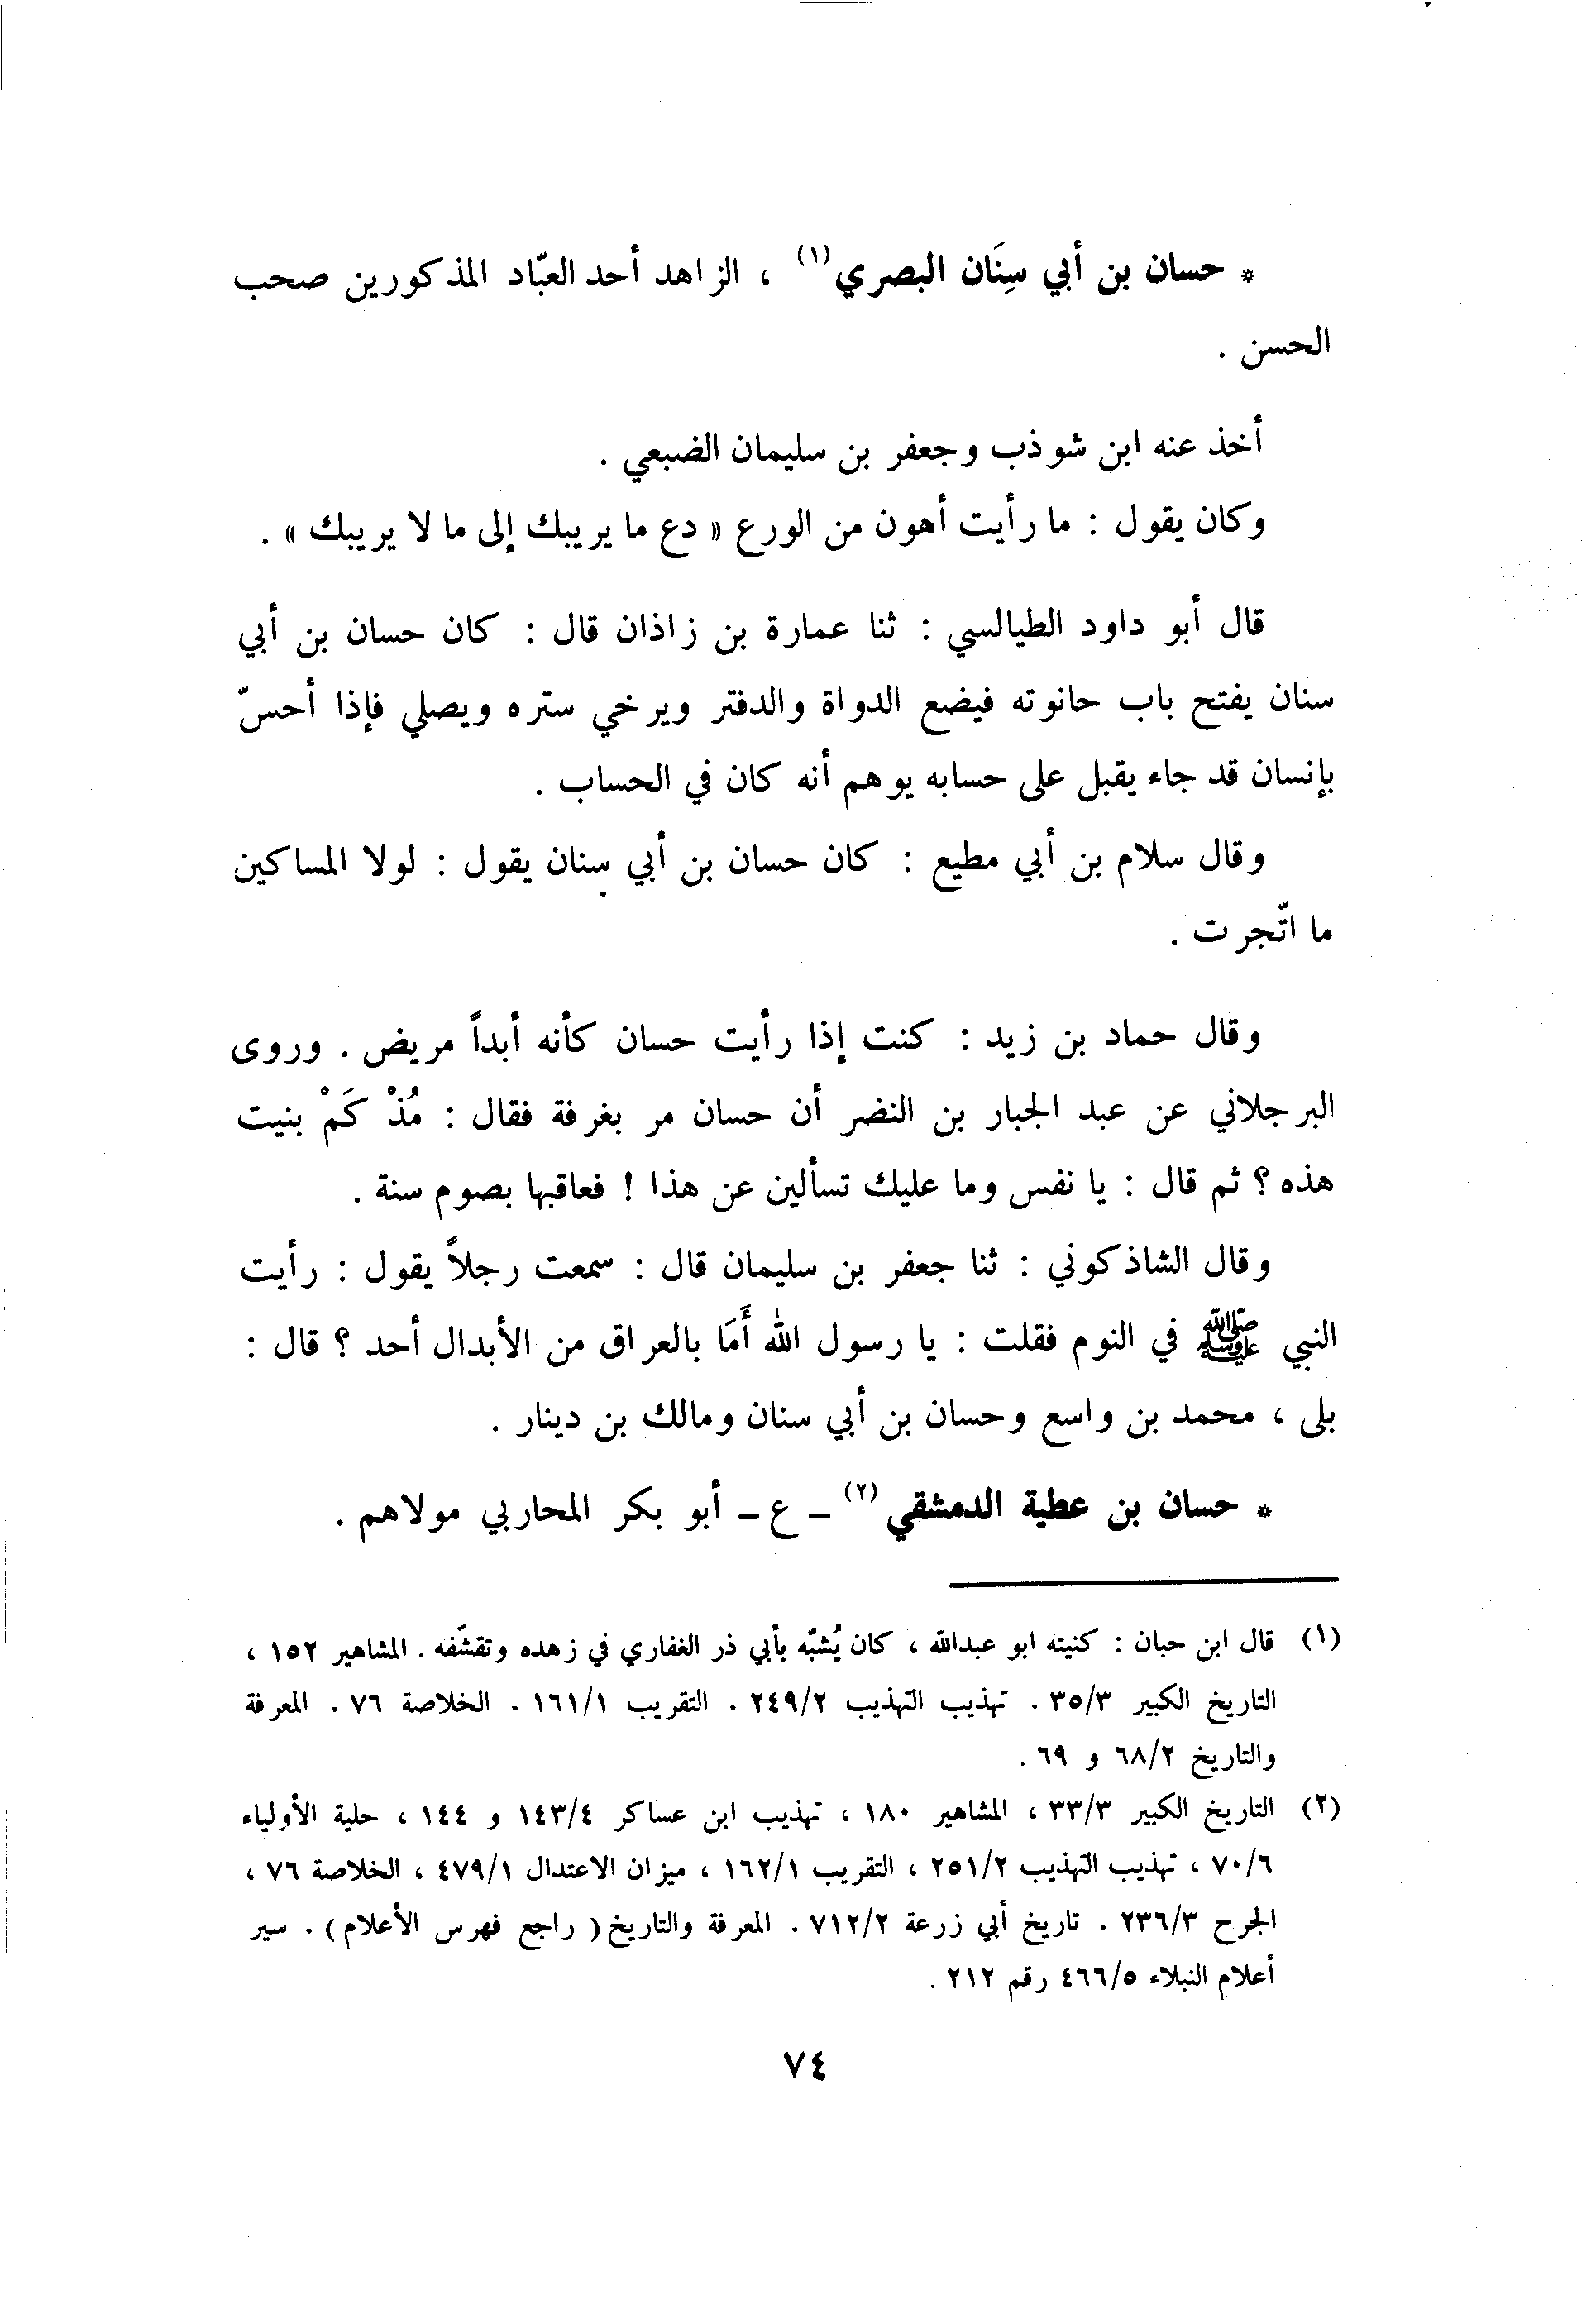 * حسان بن أبي سِنَان البصري(١) ، الزاهد أحد العبّاد المذكورين صحب
الحسن .
أخذ عنه ابن شوذب وجعفر بن سليمان الضبعي .
وكان يقول : ما رأيت أهون من الورع « دع ما يريبك إلى ما لا يريبك » .
قال أبو داود الطيالسي : ثنا عمارة بن زاذان قال : كان حسان بن أبي
سنان يفتح باب حانوته فيضع الدواة والدفتر ويرخي ستره ويصلي فإذا أحسّ
بإنسان قد جاء يقبل على حسابه يوهم أنه كان في الحساب .
وقال سلام بن أبي مطيع : كان حسان بن أبي سنان يقول : لولا المساكين
ما اتّجرت .
وقال حماد بن زيد : كنت إذا رأيت حسان كأنه أبداً مريض . وروى
البرجلاني عن عبد الجبار بن النضر أن حسان مر بغرفة فقال : مُذْ كَمْ بنيت
هذه ؟ ثم قال : يا نفس وما عليك تسألين عن هذا ! فعاقبها بصوم سنة .
وقال الشاذكوني : ثنا جعفر بن سليمان قال : سمعت رجلاً يقول : رأيت
النبي ﷺ في النوم فقلت : يا رسول الله أَمَا بالعراق من الأبدال أحد ؟ قال :
بلى ، محمد بن واسع وحسان بن أبي سنان ومالك بن دينار .
* حسان بن عطية الدمشقي(٢) ــ ع ــ أبو بكر المحاربي مولاهم .
(١) قال ابن حبان : كنيته ابو عبدالله ، كان يُشبّه بأبي ذر الغفاري في زهده وتقشّفه . المشاهير ١٥٢ ،
التاريخ الكبير ٣٥/٣ . تهذيب التهذيب ٢٤٩/٢ . التقريب ١٦١/١ . الخلاصة ٧٦ . المعرفة
والتاريخ ٦٨/٢ و ٦٩ .
(٢) التاريخ الكبير ٣٣/٣ ، المشاهير ١٨٠ ، تهذيب ابن عساكر ١٤٣/٤ و ١٤٤ ، حلية الأولياء
٧٠/٦ ، تهذيب التهذيب ٢٥١/٢ ، التقريب ١٦٢/١ ، ميزان الاعتدال ٤٧٩/١ ، الخلاصة ٧٦ ،
الجرح ٢٣٦/٣ . تاريخ أبي زرعة ٧١٢/٢ . المعرفة والتاريخ ( راجع فهرس الأعلام ) . سير
أعلام النبلاء ٤٦٦/٥ رقم ٢١٢ .
٧٤